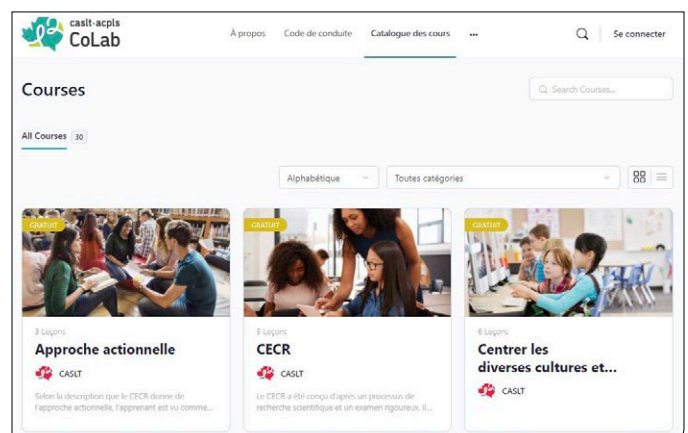 caslt-acpls
CoLab
À propos Code de conduite Catalogue des cours ••• Se connecter
Courses
Search Courses...
All Courses 30
Alphabétique Toutes catégories
GRATUIT
3 Leçons
Approche actionnelle
CASLT
Selon la description que le CECR donne de
l'approche actionnelle, l'apprenant est vu comme...
GRATUIT
5 Leçons
CECR
CASLT
Le CECR a été conçu d'après un processus de
recherche scientifique et un examen rigoureux. Il...
GRATUIT
6 Leçons
Centrer les
diverses cultures et...
CASLT